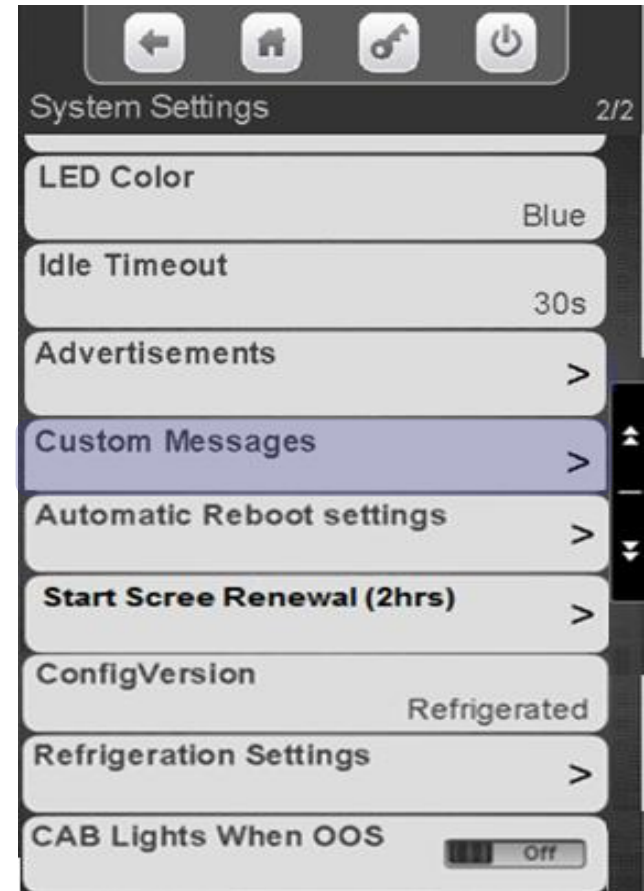 System Settings 2/2
LED Color
Blue
Idle Timeout
30s
Advertisements >
Custom Messages >
Automatic Reboot settings >
Start Scree Renewal (2hrs) >
ConfigVersion
Refrigerated
Refrigeration Settings >
CAB Lights When OOS Off